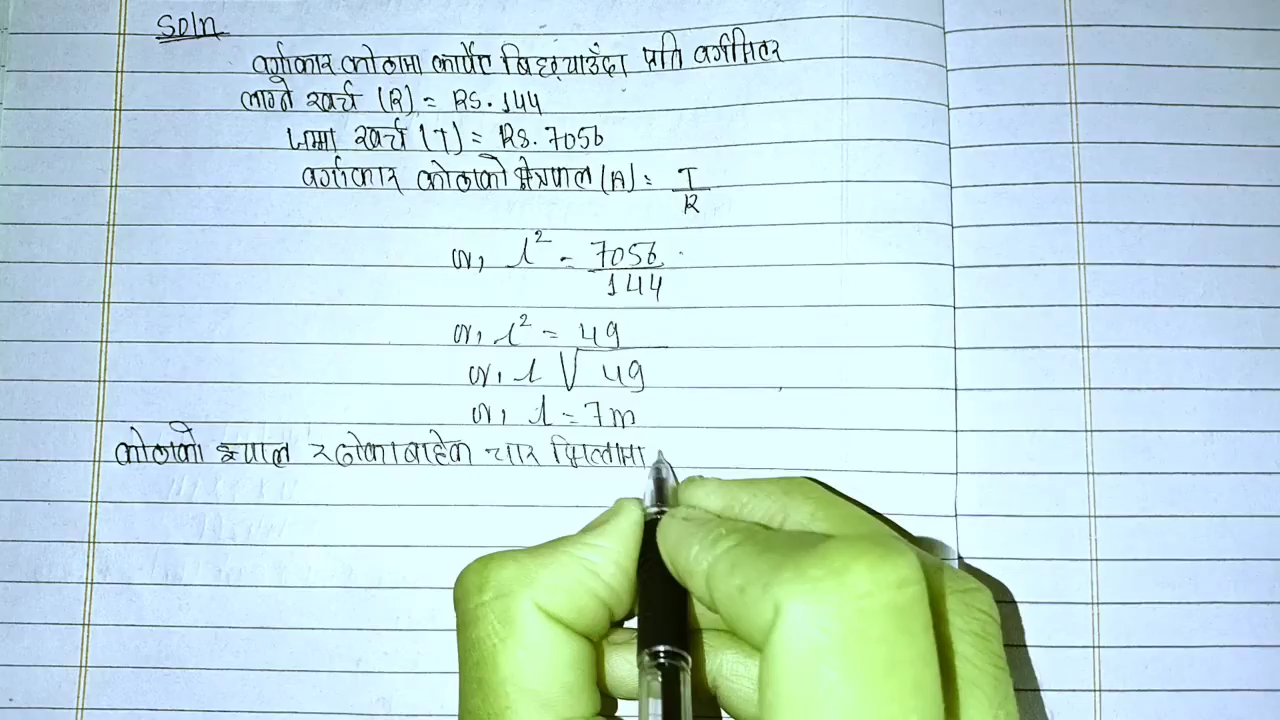 Soln
वर्गाकार कोठामा कार्पेट बिछ्याउँदा प्रति वर्गमिटर
लाग्ने खर्च (R) = RS. 144
जम्मा खर्च (T) = Rs. 7056
वर्गाकार कोठाको क्षेत्रफल (A) = T/R
or, l² = 7056/144
or, l² = 49
or, l √49
or, l = 7m
कोठाको झ्याल र ढोका बाहेक चार भित्तामा